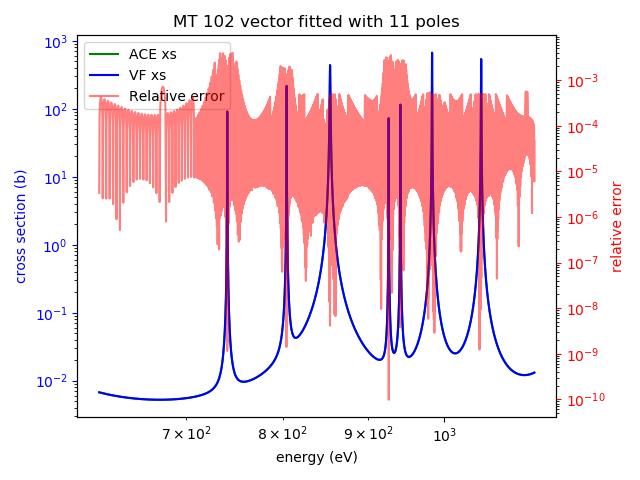 MT 102 vector fitted with 11 poles
ACE xs
VF xs
Relative error
10³
10²
10¹
10⁰
10⁻¹
10⁻²
cross section (b)
10⁻³
10⁻⁴
10⁻⁵
10⁻⁶
10⁻⁷
10⁻⁸
10⁻⁹
10⁻¹⁰
relative error
7 × 10² 8 × 10² 9 × 10² 10³
energy (eV)